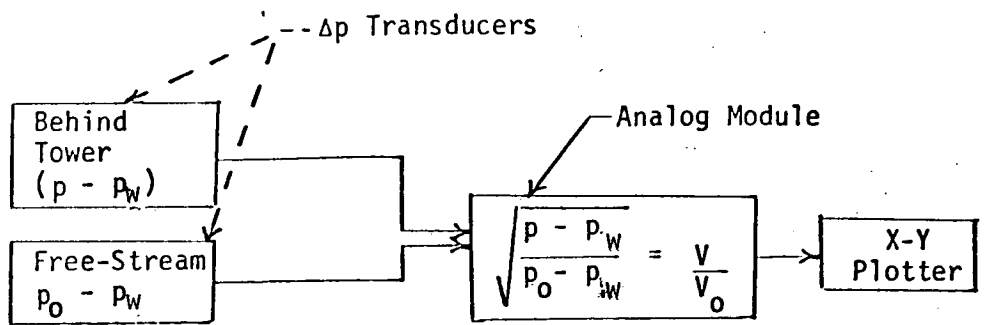 Δp Transducers
Analog Module
Behind
Tower
(p - p_W)
Free-Stream
p_o - p_W
√((p - p_W)/(p_o - p_W)) = V/V_o
X-Y
Plotter